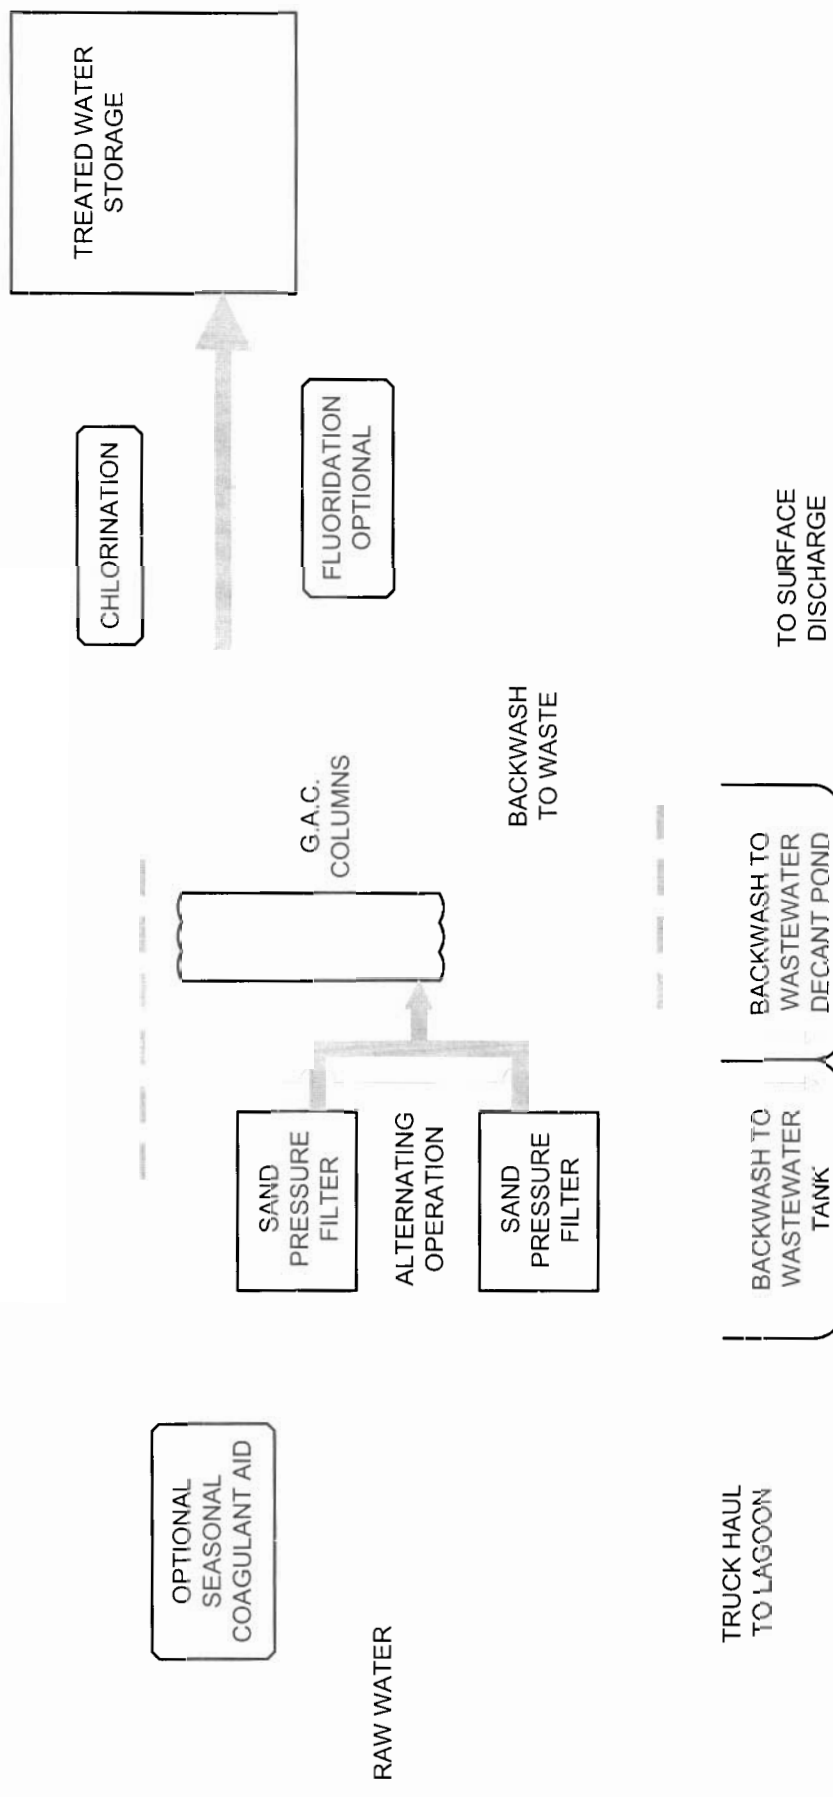 RAW WATER
OPTIONAL
SEASONAL
COAGULANT AID
SAND
PRESSURE
FILTER
ALTERNATING
OPERATION
SAND
PRESSURE
FILTER
G.A.C.
COLUMNS
CHLORINATION
FLUORIDATION
OPTIONAL
TREATED WATER
STORAGE
BACKWASH
TO WASTE
TRUCK HAUL
TO LAGOON
BACKWASH TO
WASTEWATER
TANK
BACKWASH TO
WASTEWATER
DECANT POND
TO SURFACE
DISCHARGE